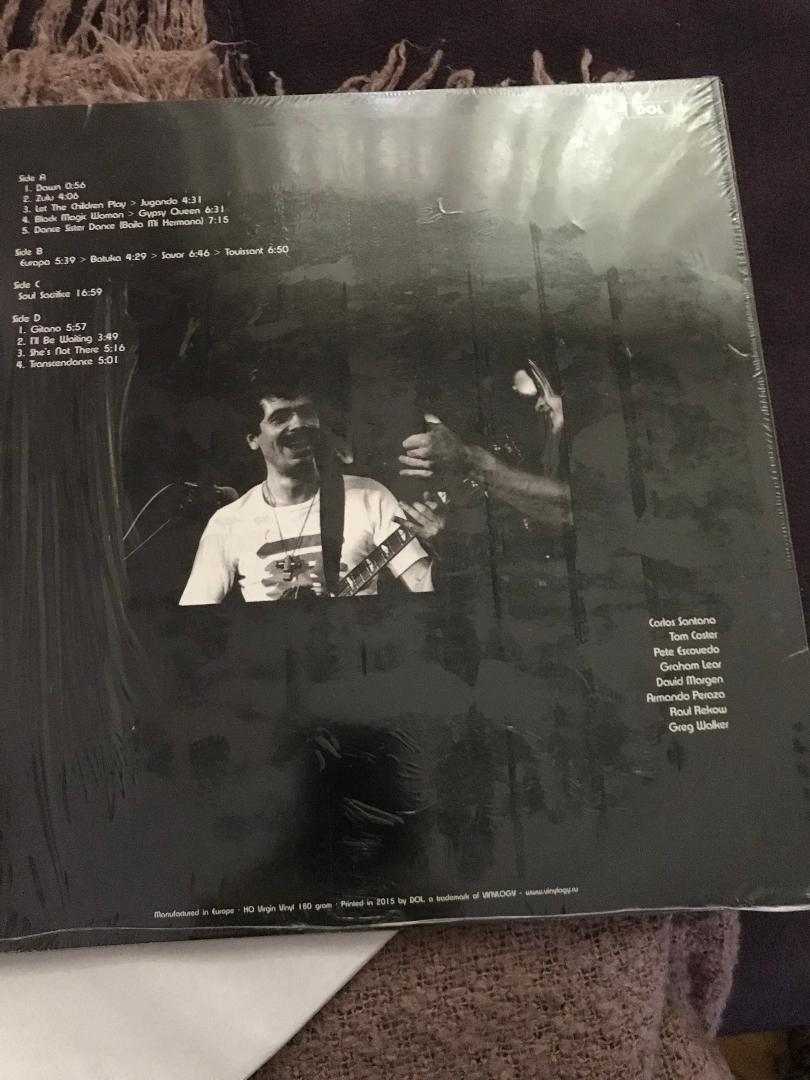 DOL
Side A
1. Dawn 0:56
2. Zulu 4:06
3. Let The Children Play > Jugando 4:31
4. Black Magic Woman > Gypsy Queen 6:31
5. Dance Sister Dance (Baila Mi Hermana) 7:15
Side B
Europa 5:39 > Batuka 4:29 > Savor 6:46 > Touissant 6:50
Side C
Soul Sacrifice 16:59
Side D
1. Gitano 5:57
2. I'll Be Waiting 3:49
3. She's Not There 5:16
4. Transcendance 5:01
Carlos Santana
Tom Coster
Pete Escovedo
Graham Lear
David Margen
Armando Peraza
Raul Rekow
Greg Walker
Manufactured in Europe · HQ Virgin Vinyl 180 gram · Printed in 2015 by DOL a trademark of VINYLOGY - www.vinylogy.ru